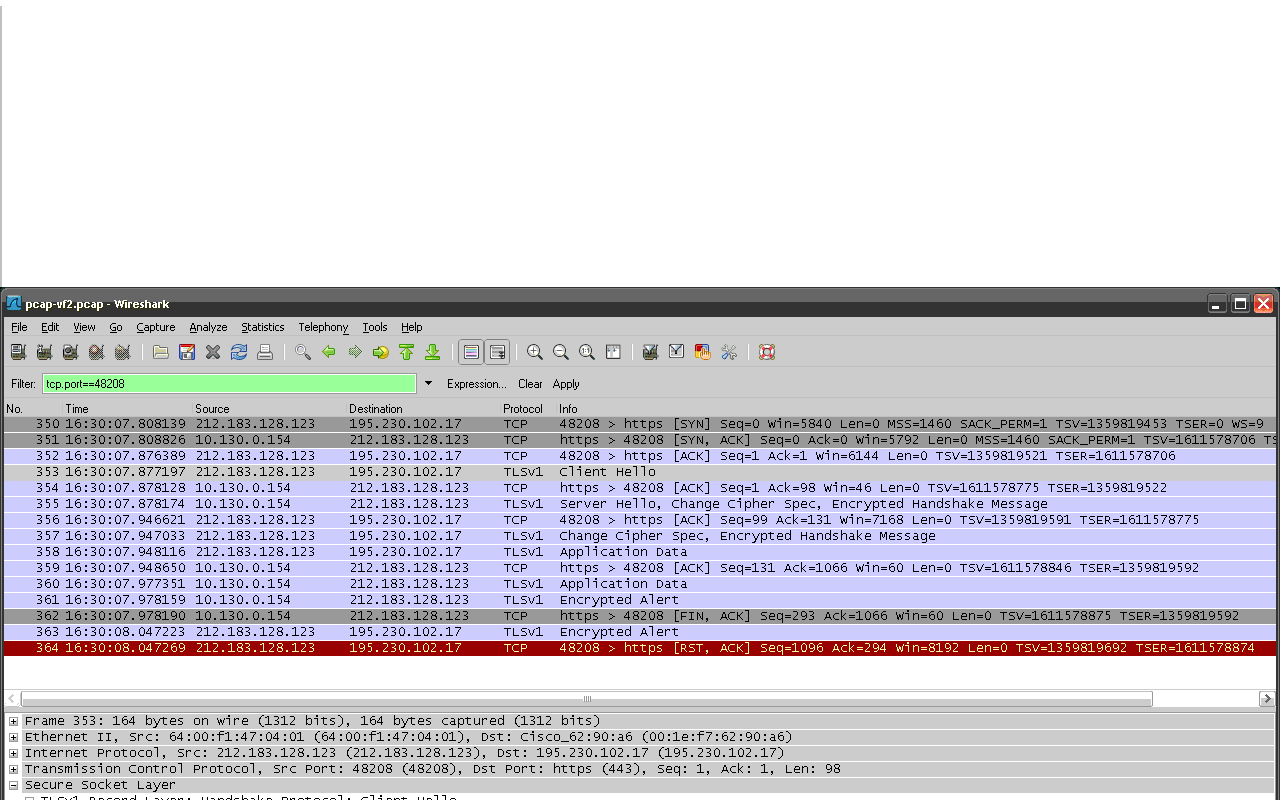 pcap-vf2.pcap - Wireshark
File Edit View Go Capture Analyze Statistics Telephony Tools Help
Filter: tcp.port==48208 Expression... Clear Apply
No. Time Source Destination Protocol Info
350 16:30:07.808139 212.183.128.123 195.230.102.17 TCP 48208 > https [SYN] Seq=0 Win=5840 Len=0 MSS=1460 SACK_PERM=1 TSV=1359819453 TSER=0 WS=9
351 16:30:07.808826 10.130.0.154 212.183.128.123 TCP https > 48208 [SYN, ACK] Seq=0 Ack=0 Win=5792 Len=0 MSS=1460 SACK_PERM=1 TSV=1611578706 TS
352 16:30:07.876389 212.183.128.123 195.230.102.17 TCP 48208 > https [ACK] Seq=1 Ack=1 Win=6144 Len=0 TSV=1359819521 TSER=1611578706
353 16:30:07.877197 212.183.128.123 195.230.102.17 TLSv1 Client Hello
354 16:30:07.878128 10.130.0.154 212.183.128.123 TCP https > 48208 [ACK] Seq=1 Ack=98 Win=46 Len=0 TSV=1611578775 TSER=1359819522
355 16:30:07.878174 10.130.0.154 212.183.128.123 TLSv1 Server Hello, Change Cipher Spec, Encrypted Handshake Message
356 16:30:07.946621 212.183.128.123 195.230.102.17 TCP 48208 > https [ACK] Seq=99 Ack=131 Win=7168 Len=0 TSV=1359819591 TSER=1611578775
357 16:30:07.947033 212.183.128.123 195.230.102.17 TLSv1 Change Cipher Spec, Encrypted Handshake Message
358 16:30:07.948116 212.183.128.123 195.230.102.17 TLSv1 Application Data
359 16:30:07.948650 10.130.0.154 212.183.128.123 TCP https > 48208 [ACK] Seq=131 Ack=1066 Win=60 Len=0 TSV=1611578846 TSER=1359819592
360 16:30:07.977351 10.130.0.154 212.183.128.123 TLSv1 Application Data
361 16:30:07.978159 10.130.0.154 212.183.128.123 TLSv1 Encrypted Alert
362 16:30:07.978190 10.130.0.154 212.183.128.123 TCP https > 48208 [FIN, ACK] Seq=293 Ack=1066 Win=60 Len=0 TSV=1611578875 TSER=1359819592
363 16:30:08.047223 212.183.128.123 195.230.102.17 TLSv1 Encrypted Alert
364 16:30:08.047269 212.183.128.123 195.230.102.17 TCP 48208 > https [RST, ACK] Seq=1096 Ack=294 Win=8192 Len=0 TSV=1359819692 TSER=1611578874
Frame 353: 164 bytes on wire (1312 bits), 164 bytes captured (1312 bits)
Ethernet II, Src: 64:00:f1:47:04:01 (64:00:f1:47:04:01), Dst: Cisco_62:90:a6 (00:1e:f7:62:90:a6)
Internet Protocol, Src: 212.183.128.123 (212.183.128.123), Dst: 195.230.102.17 (195.230.102.17)
Transmission Control Protocol, Src Port: 48208 (48208), Dst Port: https (443), Seq: 1, Ack: 1, Len: 98
Secure Socket Layer
TLSv1 Record Layer: Handshake Protocol: Client Hello